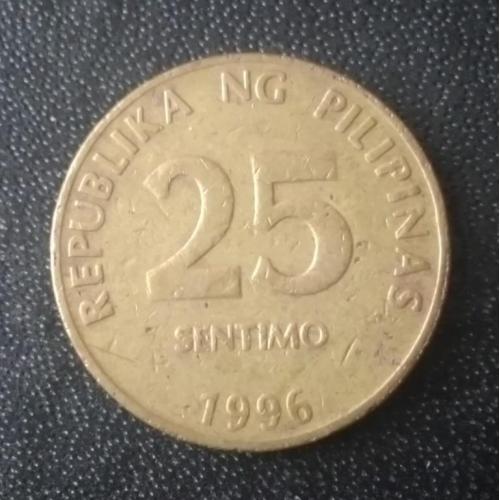 REPUBLIKA NG PILIPINAS
25
SENTIMO
1996